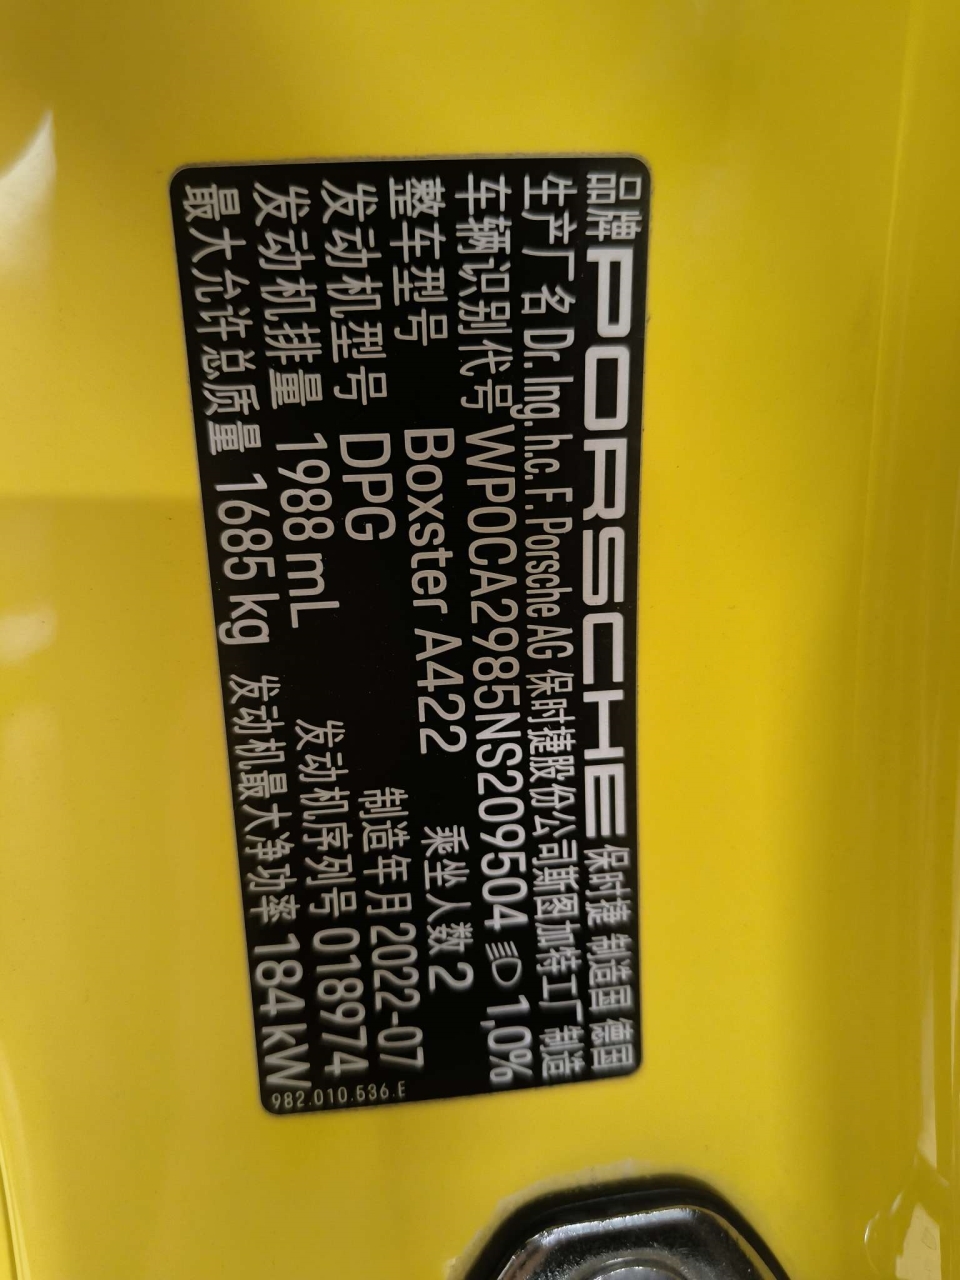 品牌 PORSCHE 保时捷 制造国 德国
生产厂名 Dr. Ing. h.c. F. Porsche AG 保时捷股份公司斯图加特工厂 制造
车辆识别代号 WP0CA2985NS209504 1,0%
整车型号 Boxster A422 乘坐人数 2
发动机型号 DPG 制造年月 2022-07
发动机排量 1988 mL 发动机序列号 018974
最大允许总质量 1685 kg 发动机最大净功率 184 kW
982.010.536.E